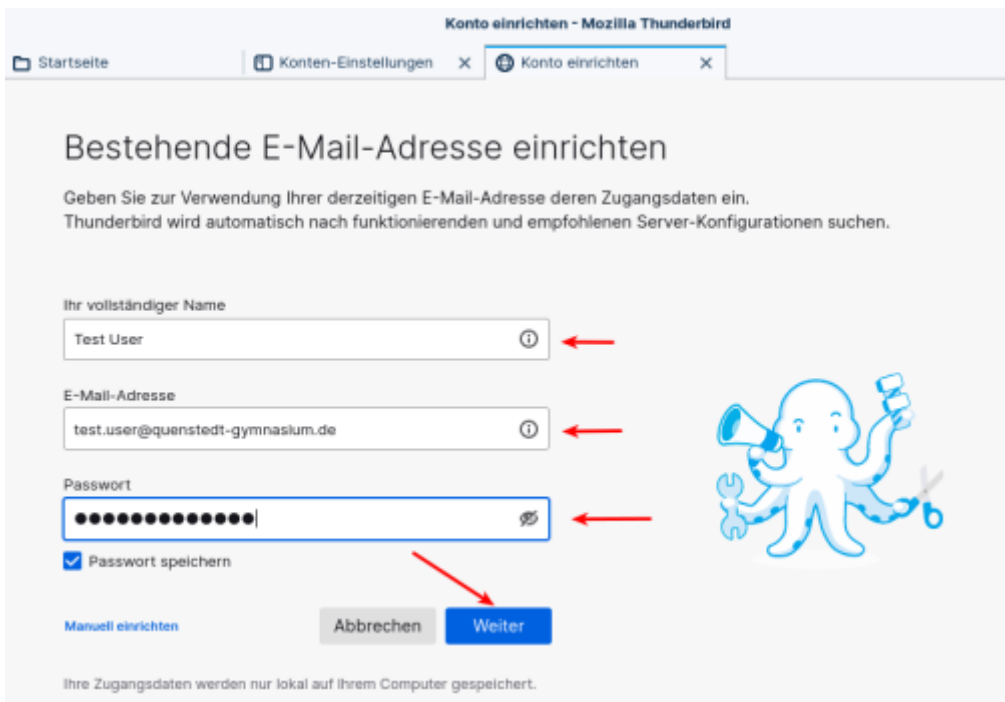 Konto einrichten - Mozilla Thunderbird
Startseite
Konten-Einstellungen
Konto einrichten
Bestehende E-Mail-Adresse einrichten
Geben Sie zur Verwendung Ihrer derzeitigen E-Mail-Adresse deren Zugangsdaten ein.
Thunderbird wird automatisch nach funktionierenden und empfohlenen Server-Konfigurationen suchen.
Ihr vollständiger Name
Test User
E-Mail-Adresse
test.user@quenstedt-gymnasium.de
Passwort
●●●●●●●●●●●●●
Passwort speichern
Manuell einrichten
Abbrechen
Weiter
Ihre Zugangsdaten werden nur lokal auf Ihrem Computer gespeichert.